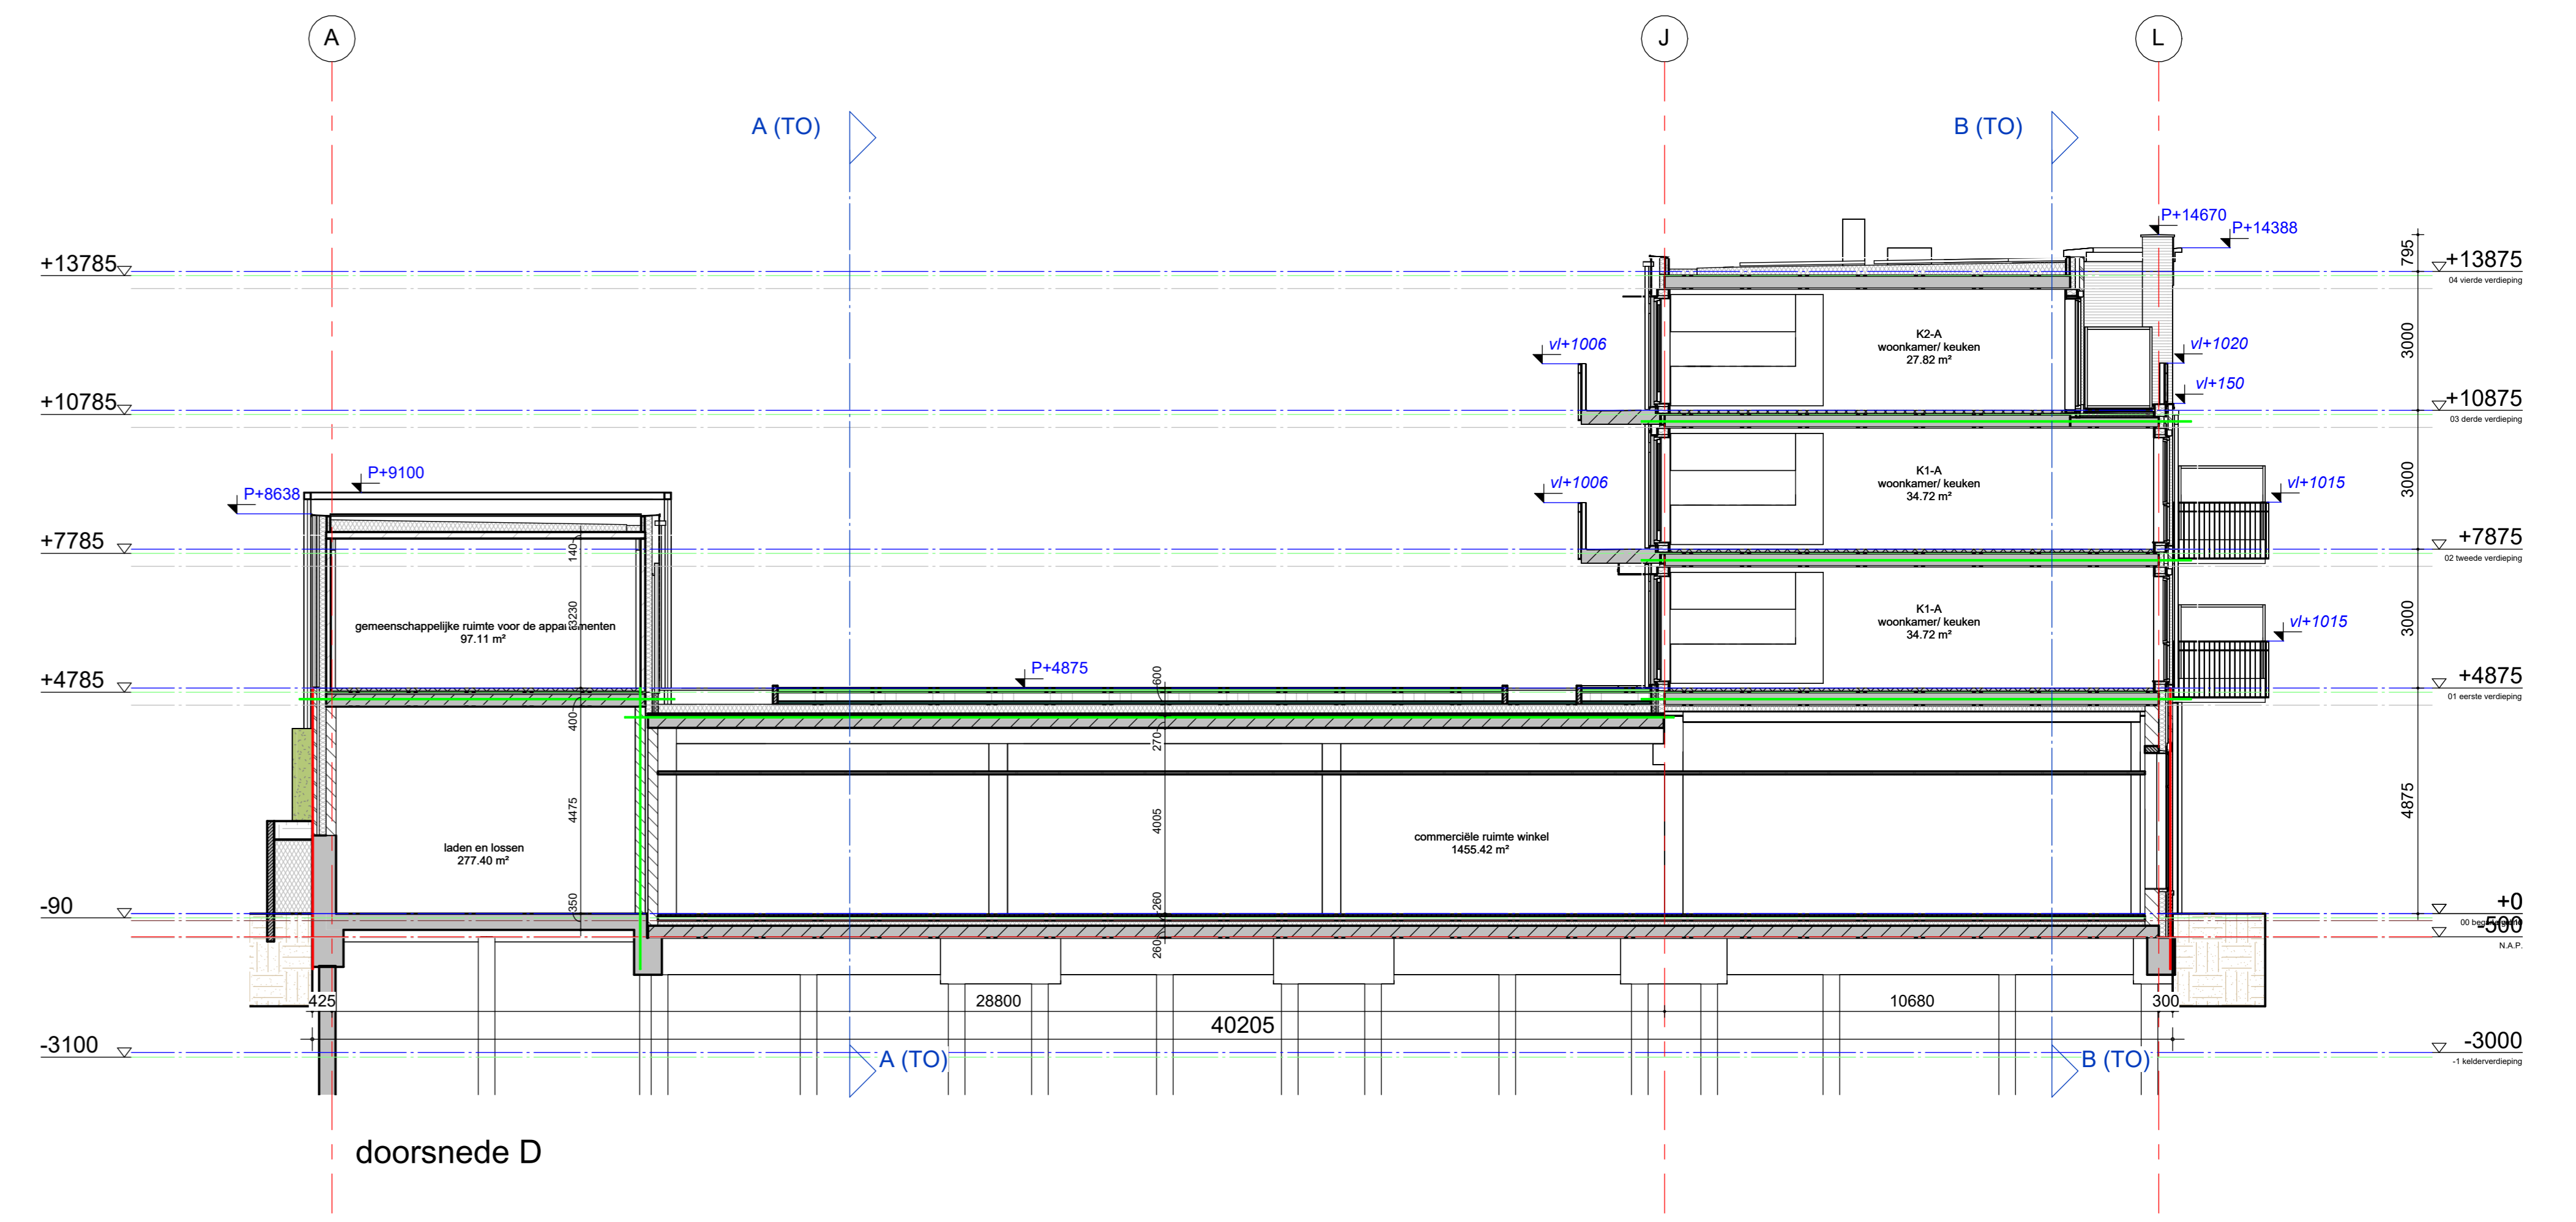 A
J
L
A (TO)
B (TO)
P+14670
P+14388
795
+13785
+13875
04 vierde verdieping
K2-A
woonkamer/ keuken
27.82 m²
3000
vl+1006
vl+1020
vl+150
+10785
+10875
03 derde verdieping
P+9100
P+8638
K1-A
woonkamer/ keuken
34.72 m²
3000
vl+1006
vl+1015
+7785
+7875
02 tweede verdieping
140
3230
gemeenschappelijke ruimte voor de appartementen
97.11 m²
K1-A
woonkamer/ keuken
34.72 m²
3000
vl+1015
P+4875
600
+4785
+4875
01 eerste verdieping
400
270
4475
4005
4875
commerciële ruimte winkel
1455.42 m²
laden en lossen
277.40 m²
350
260
-90
+0
-500
N.A.P.
260
425
28800
10680
300
40205
-3100
-3000
-1 kelderverdieping
A (TO)
B (TO)
doorsnede D